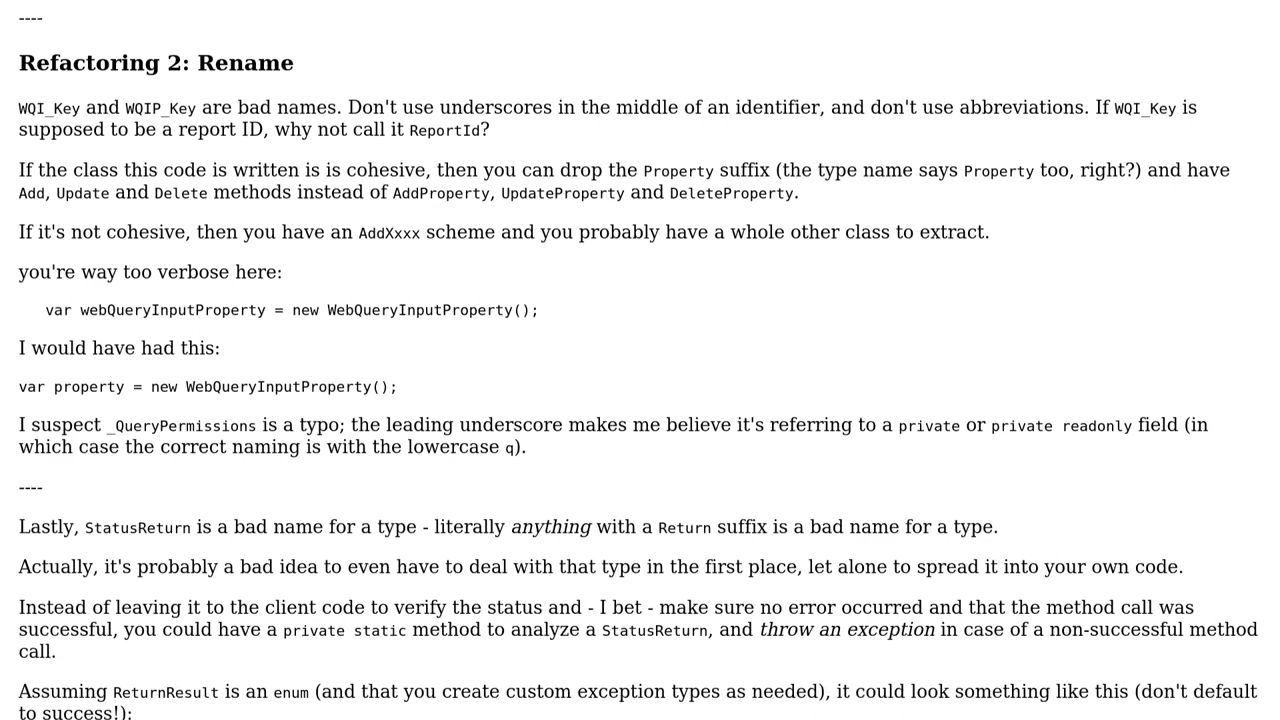 ----
Refactoring 2: Rename
WQI_Key and WQIP_Key are bad names. Don't use underscores in the middle of an identifier, and don't use abbreviations. If WQI_Key is
supposed to be a report ID, why not call it ReportId?
If the class this code is written is is cohesive, then you can drop the Property suffix (the type name says Property too, right?) and have
Add, Update and Delete methods instead of AddProperty, UpdateProperty and DeleteProperty.
If it's not cohesive, then you have an AddXxxx scheme and you probably have a whole other class to extract.
you're way too verbose here:
var webQueryInputProperty = new WebQueryInputProperty();
I would have had this:
var property = new WebQueryInputProperty();
I suspect _QueryPermissions is a typo; the leading underscore makes me believe it's referring to a private or private readonly field (in
which case the correct naming is with the lowercase q).
----
Lastly, StatusReturn is a bad name for a type - literally anything with a Return suffix is a bad name for a type.
Actually, it's probably a bad idea to even have to deal with that type in the first place, let alone to spread it into your own code.
Instead of leaving it to the client code to verify the status and - I bet - make sure no error occurred and that the method call was
successful, you could have a private static method to analyze a StatusReturn, and throw an exception in case of a non-successful method
call.
Assuming ReturnResult is an enum (and that you create custom exception types as needed), it could look something like this (don't default
to success!):